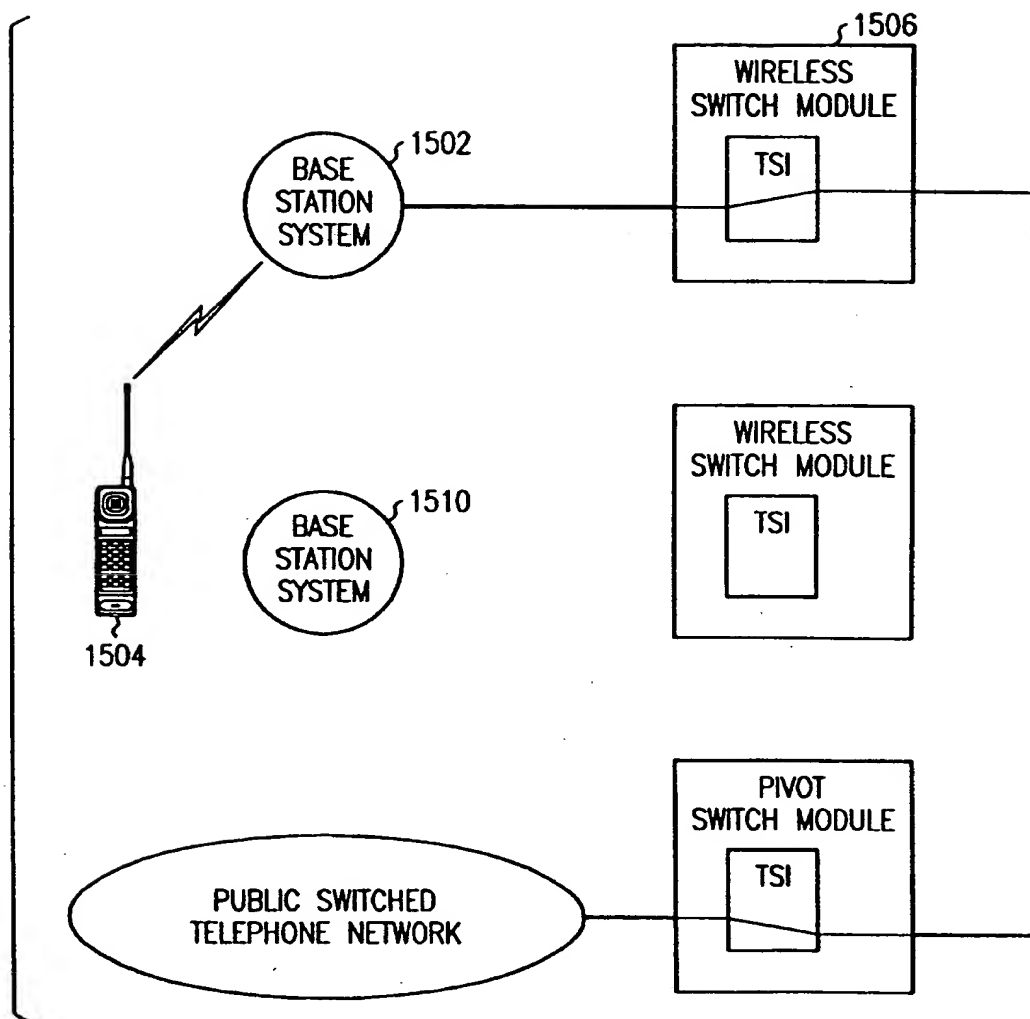 1506
WIRELESS
SWITCH MODULE
TSI
1502
BASE
STATION
SYSTEM
WIRELESS
SWITCH MODULE
TSI
1510
BASE
STATION
SYSTEM
1504
PIVOT
SWITCH MODULE
TSI
PUBLIC SWITCHED
TELEPHONE NETWORK